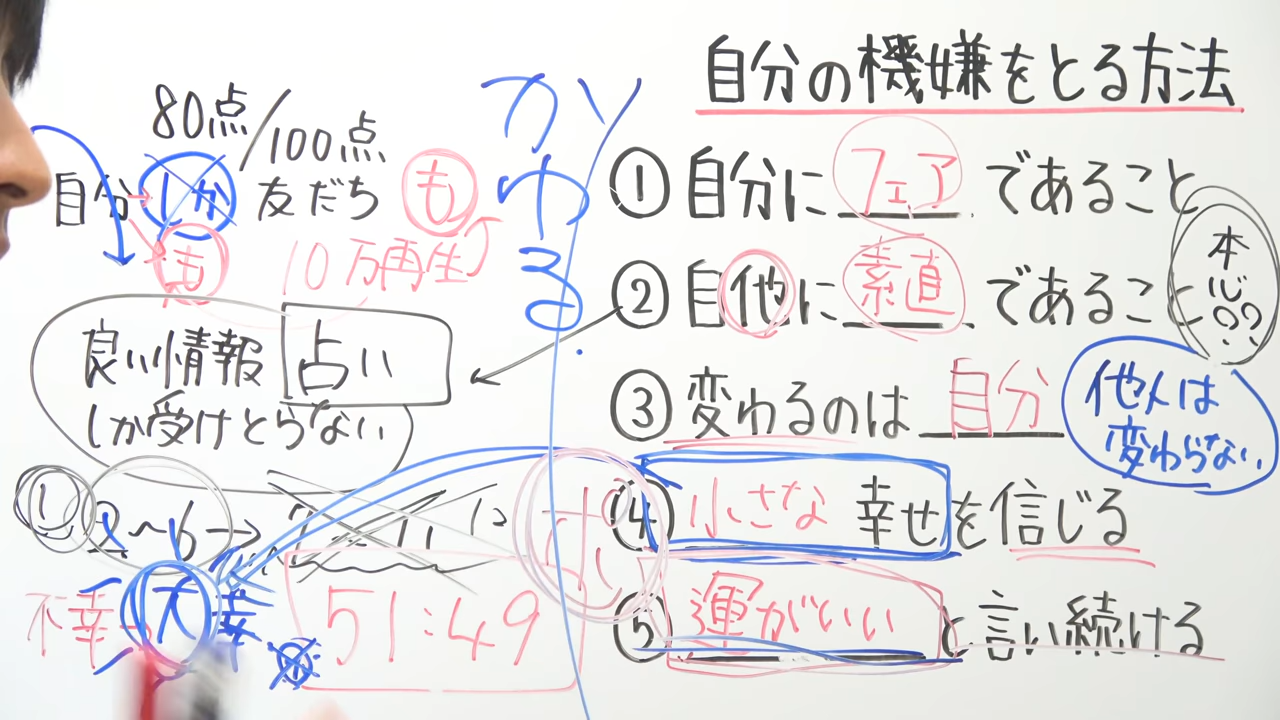 自分の機嫌をとる方法
① 自分に フェア であること
② 自他に 素直 であること
本心??
③ 変わるのは 自分
他人は
変わらない
④ 小さな 幸せを信じる
⑤ 運がいい と言い続ける
80点/100点
自分しか 友だち も
も 10万再生
ゆる
良い情報 占い
しか受けとらない
① 2〜6→
不幸→大幸
51:49